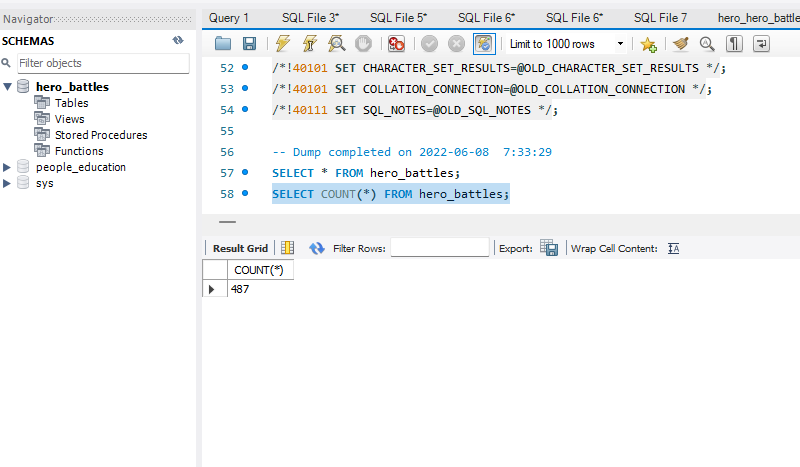 Navigator:
SCHEMAS
Filter objects
hero_battles
Tables
Views
Stored Procedures
Functions
people_education
sys
Query 1 SQL File 3* SQL File 5* SQL File 6* SQL File 6* SQL File 7 hero_hero_battle
Limit to 1000 rows
52 /*!40101 SET CHARACTER_SET_RESULTS=@OLD_CHARACTER_SET_RESULTS */;
53 /*!40101 SET COLLATION_CONNECTION=@OLD_COLLATION_CONNECTION */;
54 /*!40111 SET SQL_NOTES=@OLD_SQL_NOTES */;
55
56 -- Dump completed on 2022-06-08  7:33:29
57 SELECT * FROM hero_battles;
58 SELECT COUNT(*) FROM hero_battles;
Result Grid Filter Rows: Export: Wrap Cell Content:
COUNT(*)
487